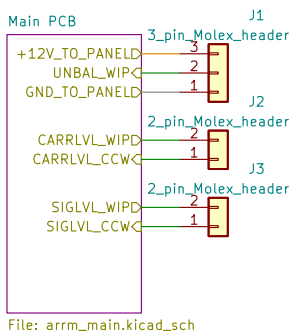 J1
Main PCB
3_pin_Molex_header
+12V_TO_PANEL 3
UNBAL_WIP 2
GND_TO_PANEL 1
J2
2_pin_Molex_header
CARRLVL_WIP 2
CARRLVL_CCW 1
J3
2_pin_Molex_header
SIGLVL_WIP 2
SIGLVL_CCW 1
File: arrm_main.kicad_sch